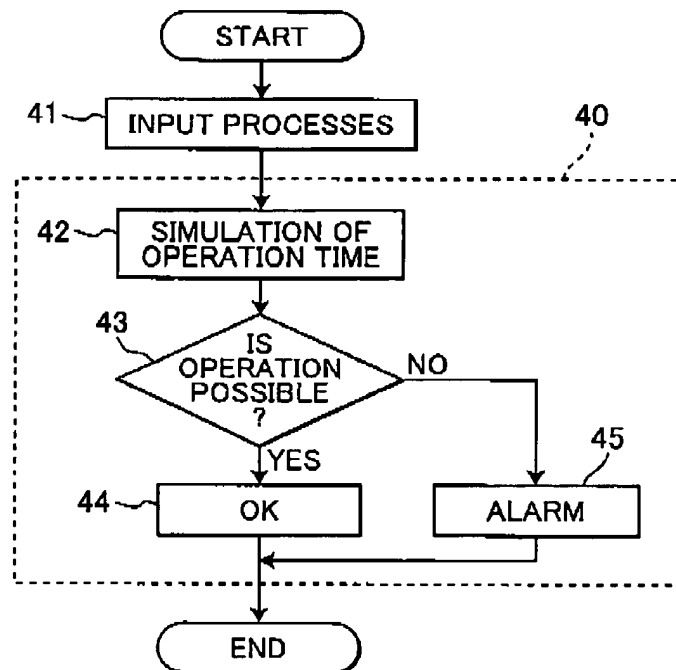 START
41
INPUT PROCESSES
40
42
SIMULATION OF
OPERATION TIME
43
IS
OPERATION
POSSIBLE
?
NO
YES
44
OK
45
ALARM
END